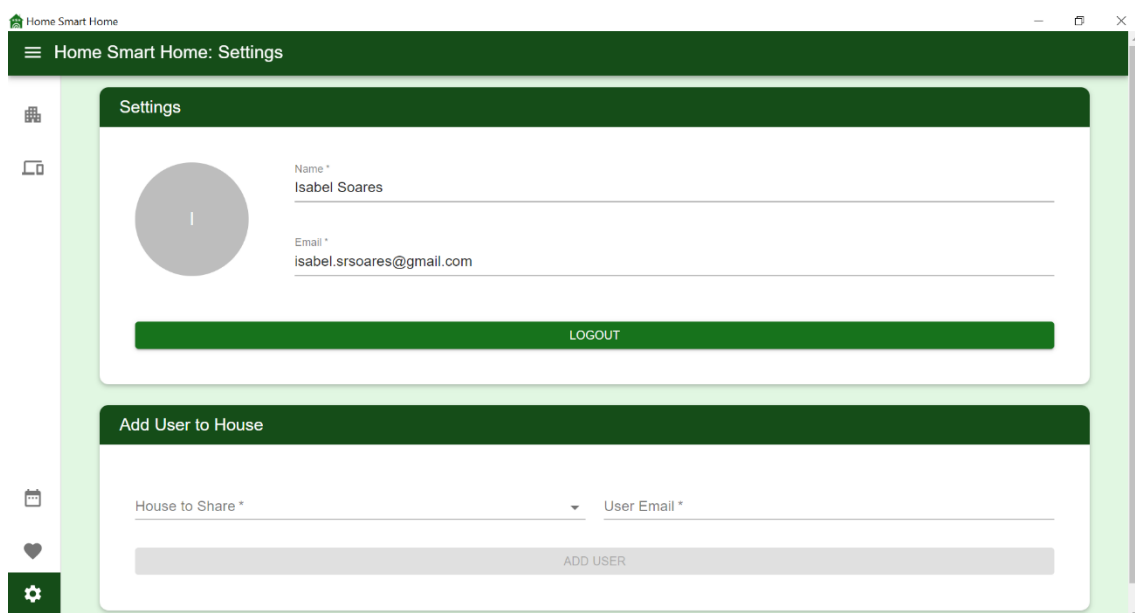 Home Smart Home
Home Smart Home: Settings
Settings
I
Name *
Isabel Soares
Email *
isabel.srsoares@gmail.com
LOGOUT
Add User to House
House to Share * User Email *
ADD USER